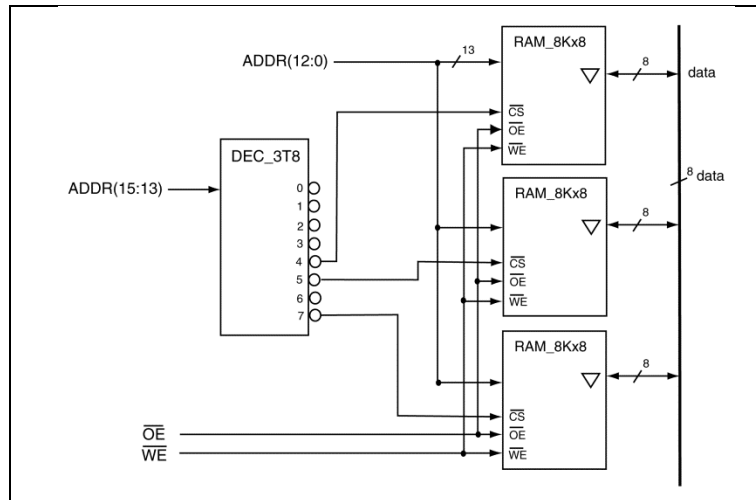 13
RAM_8Kx8
ADDR(12:0)
8
data
CS
OE
WE
DEC_3T8
ADDR(15:13)
0
1
2
3
4
5
6
7
8 data
RAM_8Kx8
8
CS
OE
WE
RAM_8Kx8
8
CS
OE
WE
OE
WE